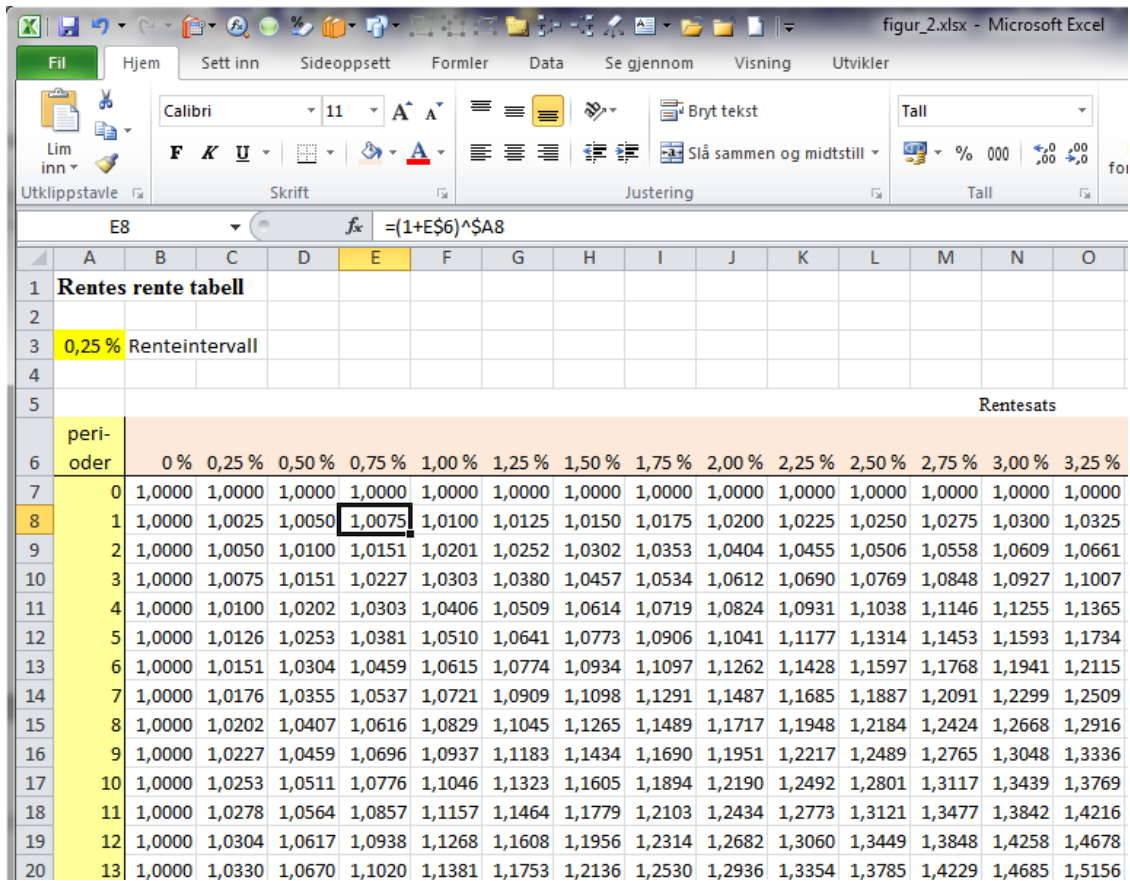 figur_2.xlsx - Microsoft Excel
Fil Hjem Sett inn Sideoppsett Formler Data Se gjennom Visning Utvikler
Calibri 11 A A Bryt tekst Tall
Lim inn F K U A Slå sammen og midtstill % 000 ,00 ,00 for
Utklippstavle Skrift Justering Tall
E8 fx =(1+E$6)^$A8
A B C D E F G H I J K L M N O
1 Rentes rente tabell
2
3 0,25 % Renteintervall
4
5 Rentesats
peri-
6 oder 0 % 0,25 % 0,50 % 0,75 % 1,00 % 1,25 % 1,50 % 1,75 % 2,00 % 2,25 % 2,50 % 2,75 % 3,00 % 3,25 %
7 0 1,0000 1,0000 1,0000 1,0000 1,0000 1,0000 1,0000 1,0000 1,0000 1,0000 1,0000 1,0000 1,0000 1,0000
8 1 1,0000 1,0025 1,0050 1,0075 1,0100 1,0125 1,0150 1,0175 1,0200 1,0225 1,0250 1,0275 1,0300 1,0325
9 2 1,0000 1,0050 1,0100 1,0151 1,0201 1,0252 1,0302 1,0353 1,0404 1,0455 1,0506 1,0558 1,0609 1,0661
10 3 1,0000 1,0075 1,0151 1,0227 1,0303 1,0380 1,0457 1,0534 1,0612 1,0690 1,0769 1,0848 1,0927 1,1007
11 4 1,0000 1,0100 1,0202 1,0303 1,0406 1,0509 1,0614 1,0719 1,0824 1,0931 1,1038 1,1146 1,1255 1,1365
12 5 1,0000 1,0126 1,0253 1,0381 1,0510 1,0641 1,0773 1,0906 1,1041 1,1177 1,1314 1,1453 1,1593 1,1734
13 6 1,0000 1,0151 1,0304 1,0459 1,0615 1,0774 1,0934 1,1097 1,1262 1,1428 1,1597 1,1768 1,1941 1,2115
14 7 1,0000 1,0176 1,0355 1,0537 1,0721 1,0909 1,1098 1,1291 1,1487 1,1685 1,1887 1,2091 1,2299 1,2509
15 8 1,0000 1,0202 1,0407 1,0616 1,0829 1,1045 1,1265 1,1489 1,1717 1,1948 1,2184 1,2424 1,2668 1,2916
16 9 1,0000 1,0227 1,0459 1,0696 1,0937 1,1183 1,1434 1,1690 1,1951 1,2217 1,2489 1,2765 1,3048 1,3336
17 10 1,0000 1,0253 1,0511 1,0776 1,1046 1,1323 1,1605 1,1894 1,2190 1,2492 1,2801 1,3117 1,3439 1,3769
18 11 1,0000 1,0278 1,0564 1,0857 1,1157 1,1464 1,1779 1,2103 1,2434 1,2773 1,3121 1,3477 1,3842 1,4216
19 12 1,0000 1,0304 1,0617 1,0938 1,1268 1,1608 1,1956 1,2314 1,2682 1,3060 1,3449 1,3848 1,4258 1,4678
20 13 1,0000 1,0330 1,0670 1,1020 1,1381 1,1753 1,2136 1,2530 1,2936 1,3354 1,3785 1,4229 1,4685 1,5156